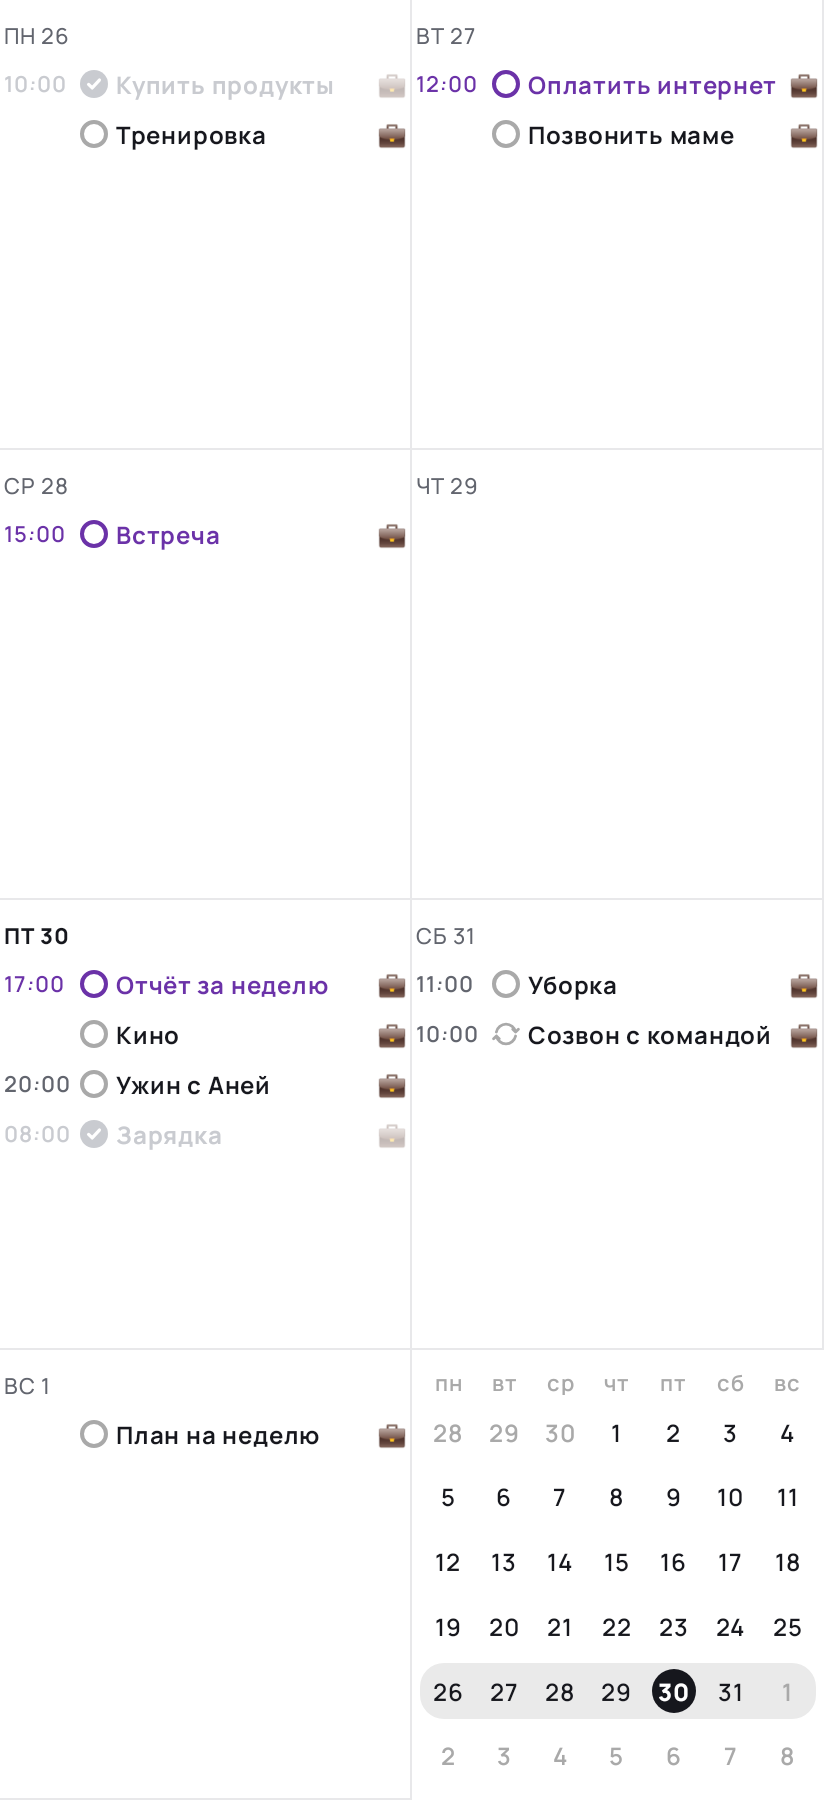 ПН 26
10:00 Купить продукты
Тренировка
ВТ 27
12:00 Оплатить интернет
Позвонить маме
СР 28
15:00 Встреча
ЧТ 29
ПТ 30
17:00 Отчёт за неделю
Кино
20:00 Ужин с Аней
08:00 Зарядка
СБ 31
11:00 Уборка
10:00 Созвон с командой
ВС 1
План на неделю
пн вт ср чт пт сб вс
28 29 30 1 2 3 4
5 6 7 8 9 10 11
12 13 14 15 16 17 18
19 20 21 22 23 24 25
26 27 28 29 30 31 1
2 3 4 5 6 7 8